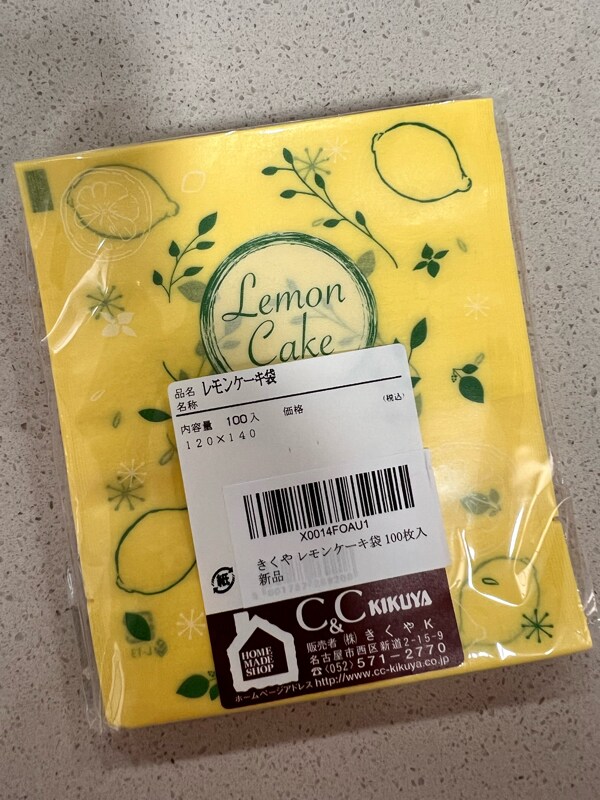 Lemon
Cake
品名 レモンケーキ袋
名称
内容量 100入 価格 (税込)
120×140
X0014FOAU1
きくや レモンケーキ袋 100枚入
新品
紙
C&C KIKUYA
HOME
MADE
SHOP
販売者 (株) きくやK
名古屋市西区新道2-15-9
☎(052) 571-2770
ホームページアドレス http://www.cc-kikuya.co.jp